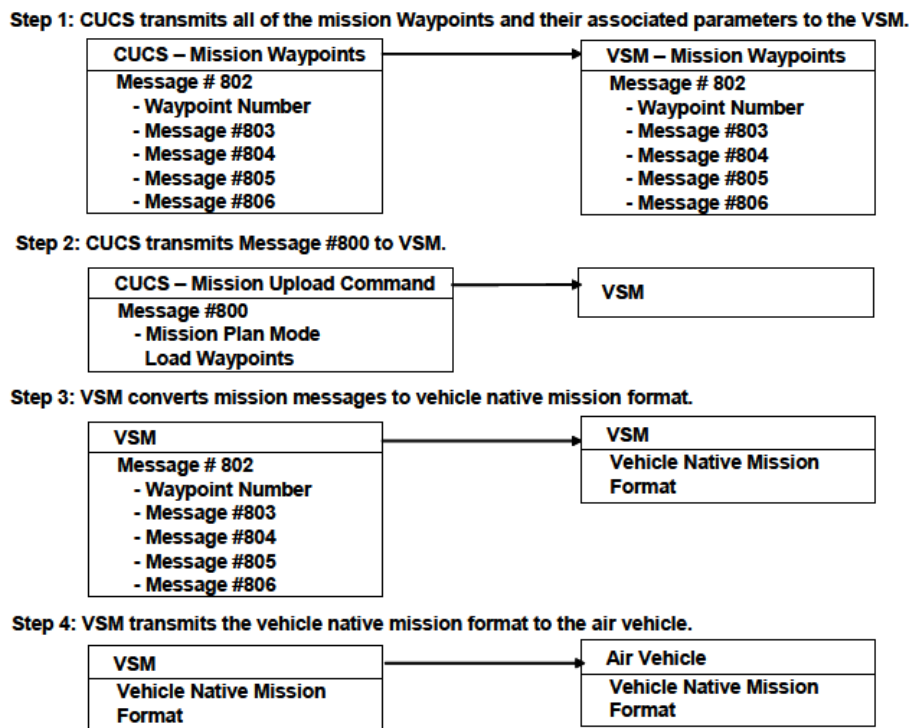 Step 1: CUCS transmits all of the mission Waypoints and their associated parameters to the VSM.
CUCS – Mission Waypoints
Message # 802
- Waypoint Number
- Message #803
- Message #804
- Message #805
- Message #806
VSM – Mission Waypoints
Message # 802
- Waypoint Number
- Message #803
- Message #804
- Message #805
- Message #806
Step 2: CUCS transmits Message #800 to VSM.
CUCS – Mission Upload Command
Message #800
- Mission Plan Mode
Load Waypoints
VSM
Step 3: VSM converts mission messages to vehicle native mission format.
VSM
Message # 802
- Waypoint Number
- Message #803
- Message #804
- Message #805
- Message #806
VSM
Vehicle Native Mission
Format
Step 4: VSM transmits the vehicle native mission format to the air vehicle.
VSM
Vehicle Native Mission
Format
Air Vehicle
Vehicle Native Mission
Format